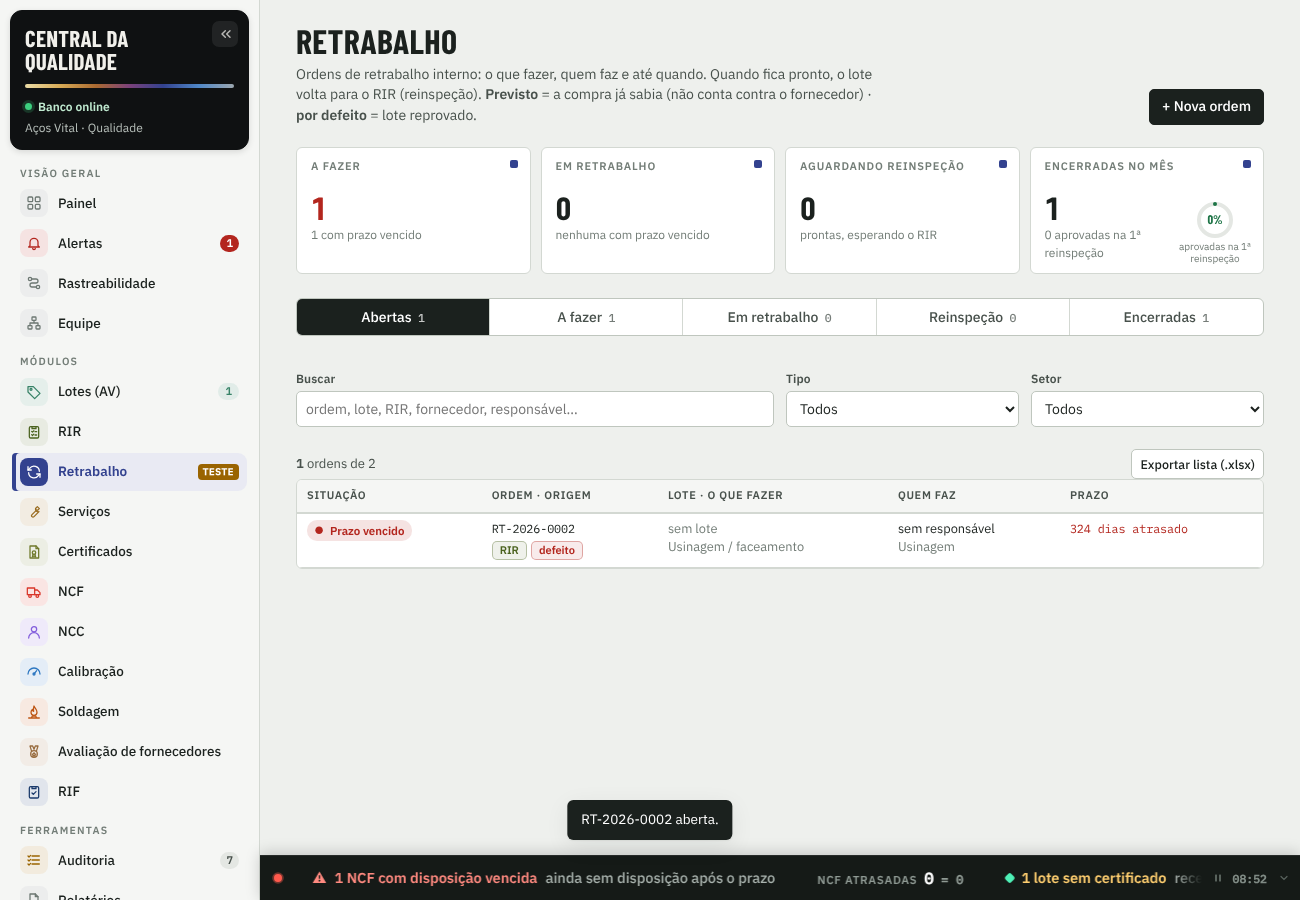 CENTRAL DA
QUALIDADE
Banco online
Aços Vital · Qualidade
VISÃO GERAL
Painel
Alertas 1
Rastreabilidade
Equipe
MÓDULOS
Lotes (AV) 1
RIR
Retrabalho TESTE
Serviços
Certificados
NCF
NCC
Calibração
Soldagem
Avaliação de fornecedores
RIF
FERRAMENTAS
Auditoria 7
Relatórios
RETRABALHO
Ordens de retrabalho interno: o que fazer, quem faz e até quando. Quando fica pronto, o lote
volta para o RIR (reinspeção). Previsto = a compra já sabia (não conta contra o fornecedor) ·
por defeito = lote reprovado.
+ Nova ordem
A FAZER
1
1 com prazo vencido
EM RETRABALHO
0
nenhuma com prazo vencido
AGUARDANDO REINSPEÇÃO
0
prontas, esperando o RIR
ENCERRADAS NO MÊS
1
0 aprovadas na 1ª
reinspeção
0%
aprovadas na 1ª
reinspeção
Abertas 1
A fazer 1
Em retrabalho 0
Reinspeção 0
Encerradas 1
Buscar
ordem, lote, RIR, fornecedor, responsável...
Tipo
Todos
Setor
Todos
1 ordens de 2
Exportar lista (.xlsx)
SITUAÇÃO ORDEM · ORIGEM LOTE · O QUE FAZER QUEM FAZ PRAZO
Prazo vencido RT-2026-0002 sem lote sem responsável 324 dias atrasado
RIR defeito Usinagem / faceamento Usinagem
RT-2026-0002 aberta.
1 NCF com disposição vencida ainda sem disposição após o prazo NCF ATRASADAS 0 = 0 1 lote sem certificado 08:52